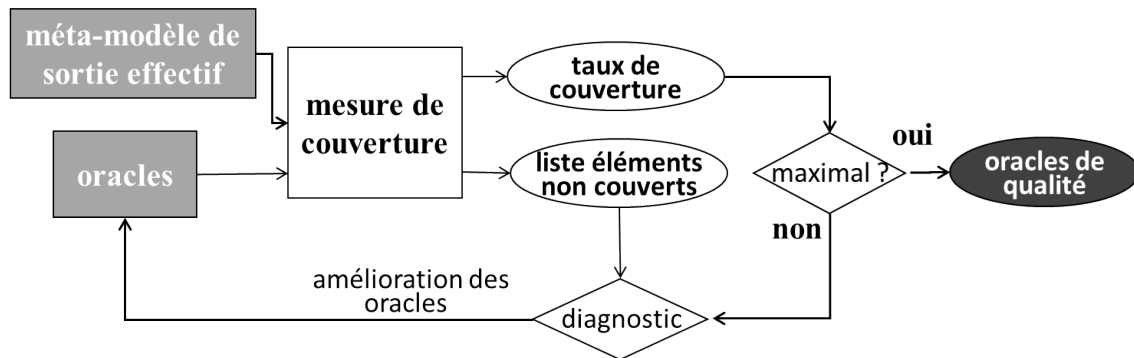 méta-modèle de
sortie effectif
mesure de
couverture
taux de
couverture
oracles
liste éléments
non couverts
maximal ?
oui
oracles de
qualité
non
amélioration des
oracles
diagnostic